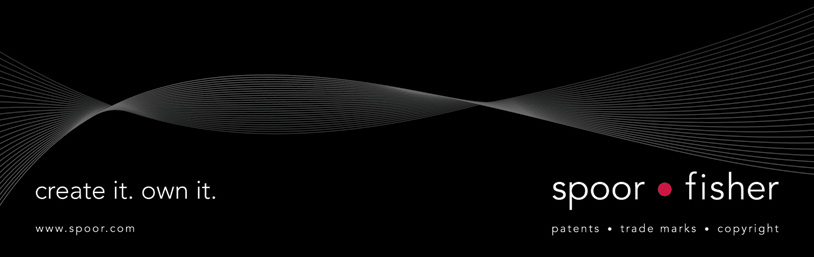 create it. own it.
www.spoor.com
spoor • fisher
patents • trade marks • copyright